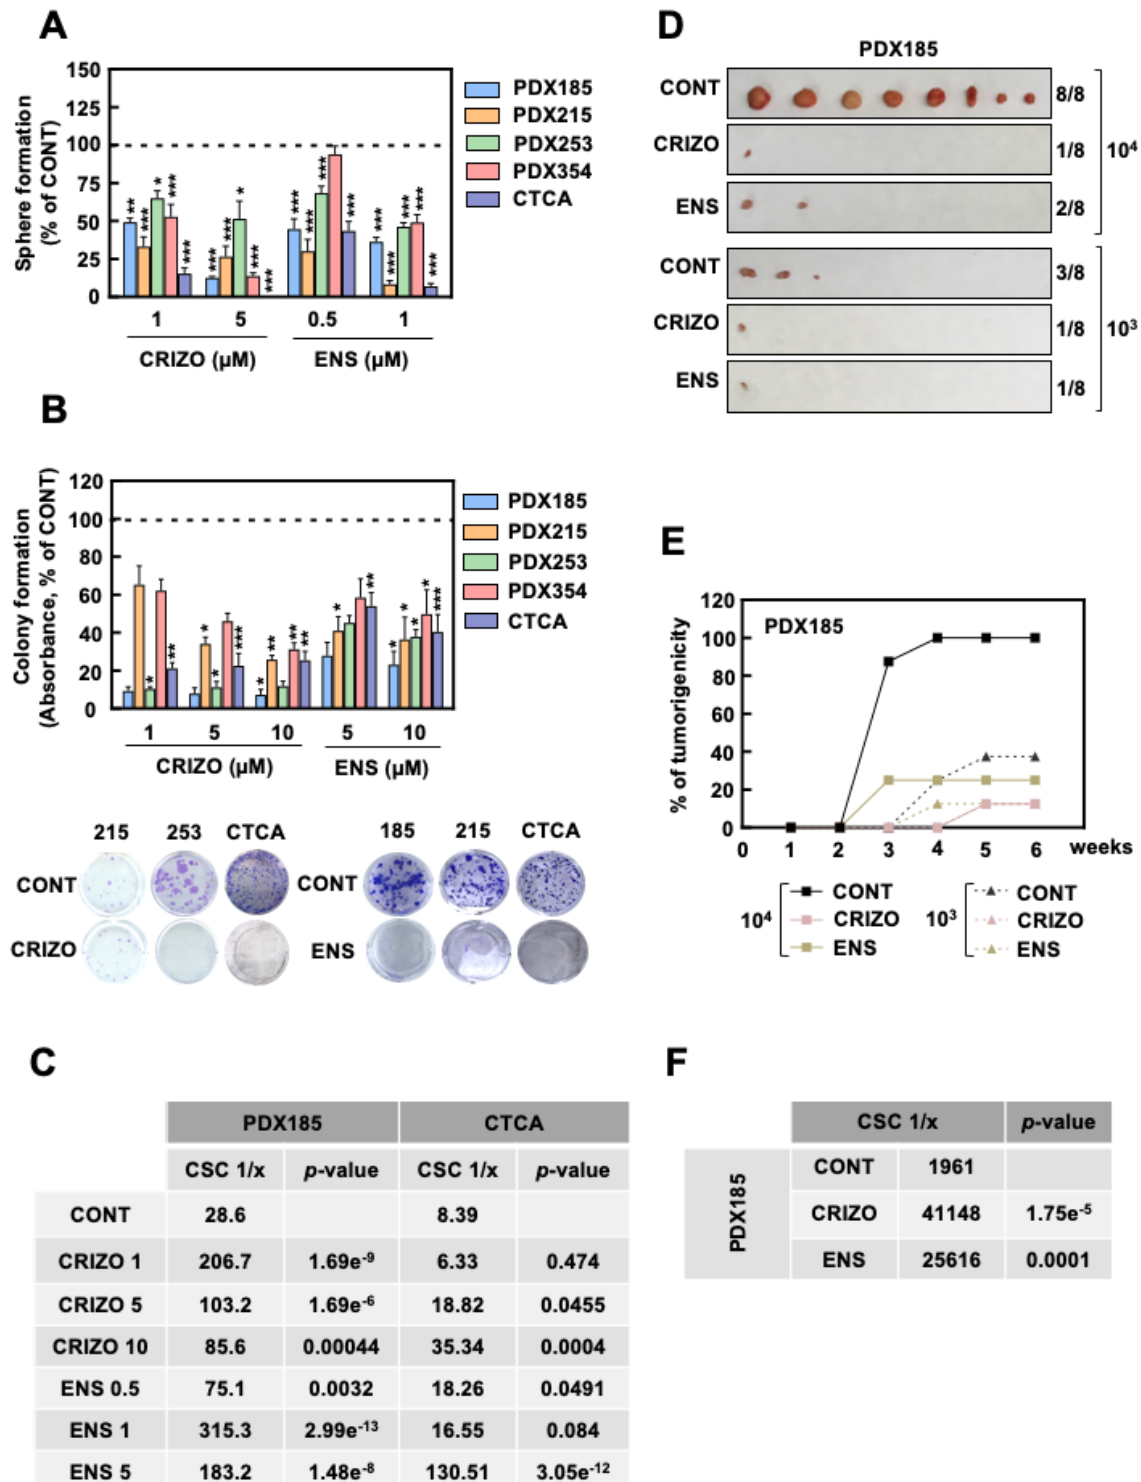 A
150
125
100
75
50
25
0
Sphere formation
(% of CONT)
** *** * *** ***
*** *** * *** ***
*** *** *** ***
*** *** *** *** ***
1 5 0.5 1
CRIZO (µM) ENS (µM)
PDX185
PDX215
PDX253
PDX354
CTCA
B
120
100
80
60
40
20
0
Colony formation
(Absorbance, % of CONT)
* **
* * ***
* ** *** **
* **
* * * * ***
1 5 10 5 10
CRIZO (µM) ENS (µM)
PDX185
PDX215
PDX253
PDX354
CTCA
215 253 CTCA 185 215 CTCA
CONT CONT
CRIZO ENS
C
PDX185 CTCA
CSC 1/x p-value CSC 1/x p-value
CONT 28.6 8.39
CRIZO 1 206.7 1.69e-9 6.33 0.474
CRIZO 5 103.2 1.69e-6 18.82 0.0455
CRIZO 10 85.6 0.00044 35.34 0.0004
ENS 0.5 75.1 0.0032 18.26 0.0491
ENS 1 315.3 2.99e-13 16.55 0.084
ENS 5 183.2 1.48e-8 130.51 3.05e-12
D
PDX185
CONT 8/8
CRIZO 1/8 10⁴
ENS 2/8
CONT 3/8
CRIZO 1/8 10³
ENS 1/8
E
120
100
80
60
40
20
0
% of tumorigenicity
PDX185
0 1 2 3 4 5 6 weeks
10⁴ CONT CRIZO ENS
10³ CONT CRIZO ENS
F
CSC 1/x p-value
PDX185
CONT 1961
CRIZO 41148 1.75e-5
ENS 25616 0.0001